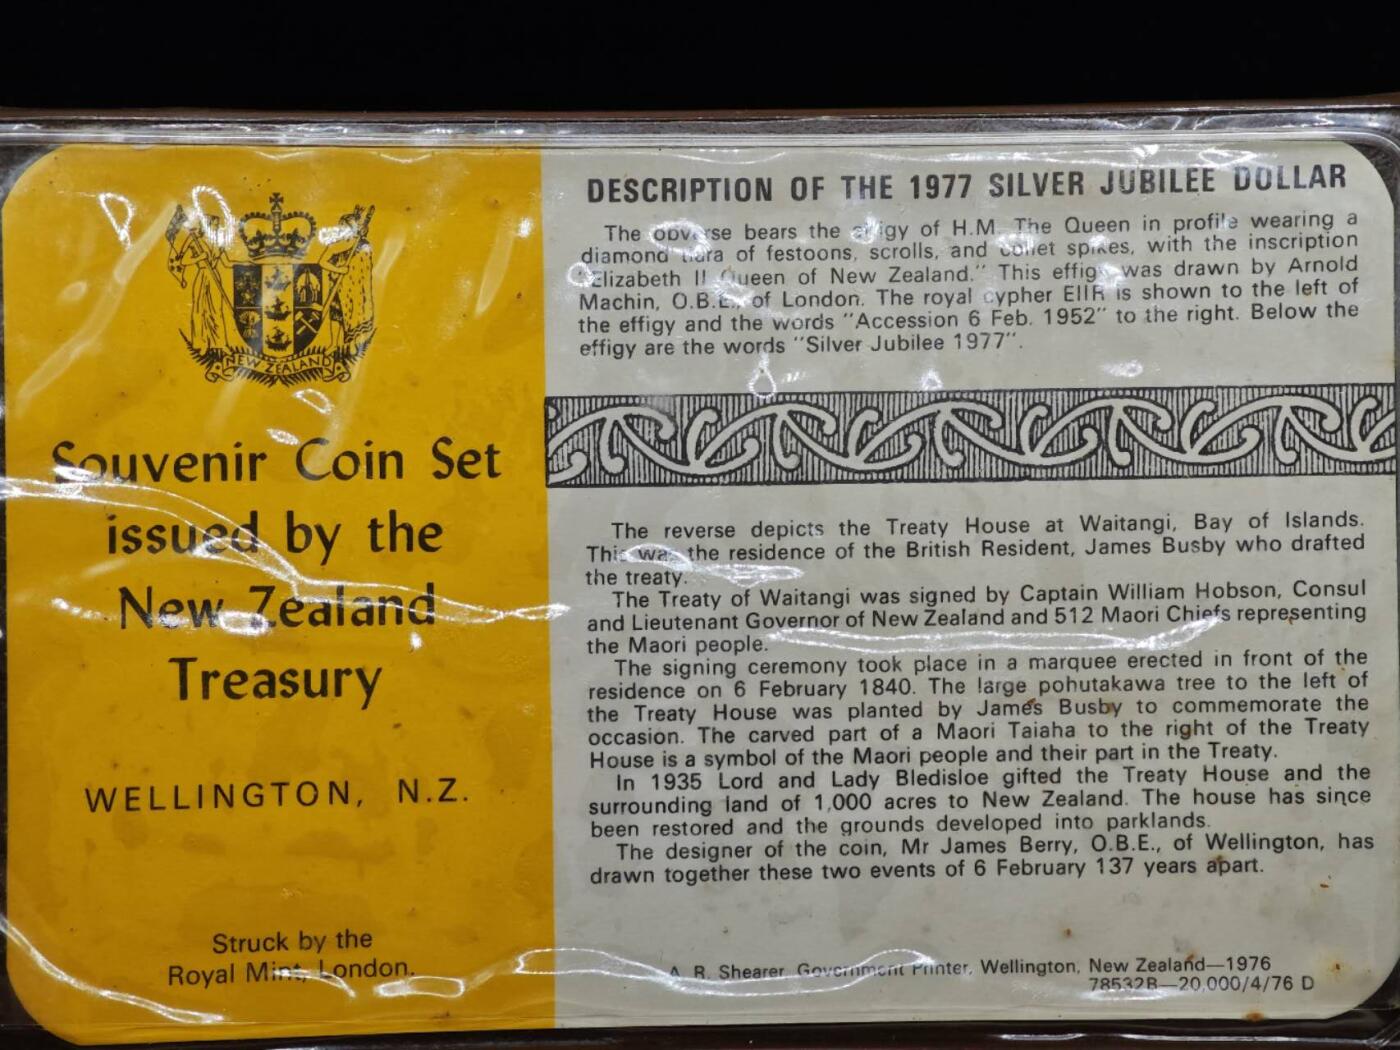 NEW ZEALAND
Souvenir Coin Set
issued by the
New Zealand
Treasury
WELLINGTON, N.Z.
Struck by the
Royal Mint, London.
DESCRIPTION OF THE 1977 SILVER JUBILEE DOLLAR
The obverse bears the effigy of H.M. The Queen in profile wearing a
diamond tiara of festoons, scrolls, and collet spikes, with the inscription
"Elizabeth II Queen of New Zealand." This effigy was drawn by Arnold
Machin, O.B.E., of London. The royal cypher EIIR is shown to the left of
the effigy and the words "Accession 6 Feb. 1952" to the right. Below the
effigy are the words "Silver Jubilee 1977".
The reverse depicts the Treaty House at Waitangi, Bay of Islands.
This was the residence of the British Resident, James Busby who drafted
the treaty.
The Treaty of Waitangi was signed by Captain William Hobson, Consul
and Lieutenant Governor of New Zealand and 512 Maori Chiefs representing
the Maori people.
The signing ceremony took place in a marquee erected in front of the
residence on 6 February 1840. The large pohutakawa tree to the left of
the Treaty House was planted by James Busby to commemorate the
occasion. The carved part of a Maori Taiaha to the right of the Treaty
House is a symbol of the Maori people and their part in the Treaty.
In 1935 Lord and Lady Bledisloe gifted the Treaty House and the
surrounding land of 1,000 acres to New Zealand. The house has since
been restored and the grounds developed into parklands.
The designer of the coin, Mr James Berry, O.B.E., of Wellington, has
drawn together these two events of 6 February 137 years apart.
A. R. Shearer, Government Printer, Wellington, New Zealand—1976
78532B—20,000/4/76 D